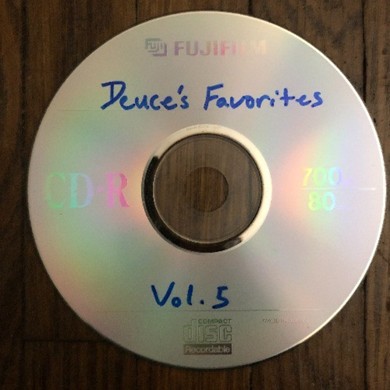 FUJIFILM
Deuce's Favorites
CD-R
700
80
Vol. 5
COMPACT
disc
Recordable